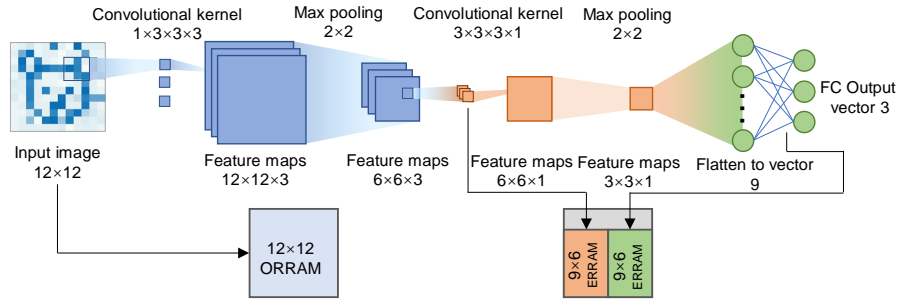 Convolutional kernel
1×3×3×3
Max pooling
2×2
Convolutional kernel
3×3×3×1
Max pooling
2×2
FC Output
vector 3
Input image
12×12
Feature maps
12×12×3
Feature maps
6×6×3
Feature maps
6×6×1
Feature maps
3×3×1
Flatten to vector
9
12×12
ORRAM
9×6
ERRAM
9×6
ERRAM